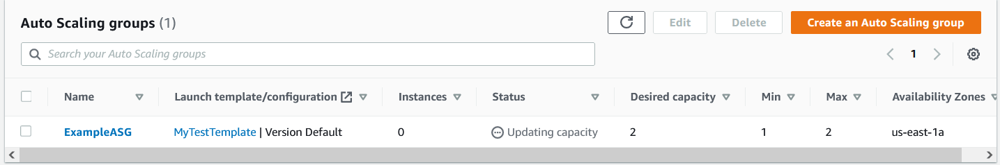 Auto Scaling groups (1) Edit Delete Create an Auto Scaling group
Search your Auto Scaling groups 1
Name Launch template/configuration Instances Status Desired capacity Min Max Availability Zones
ExampleASG MyTestTemplate | Version Default 0 Updating capacity 2 1 2 us-east-1a